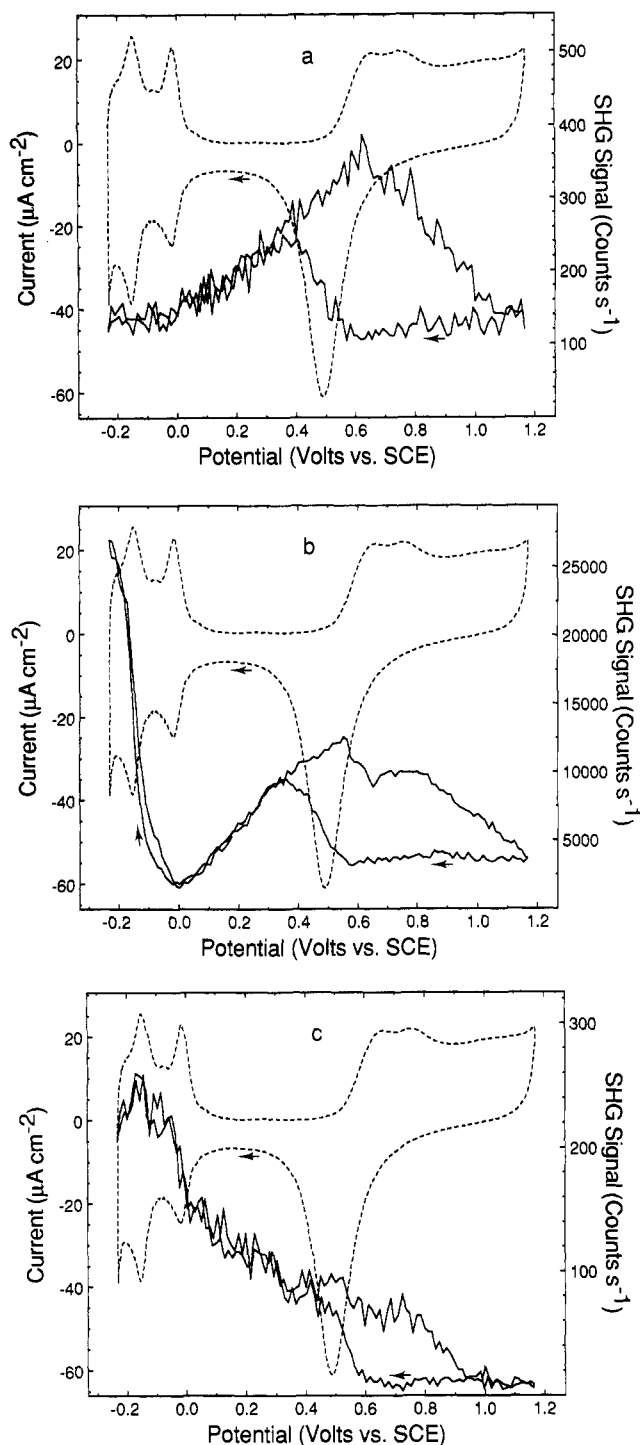 a
20
0
-20
-40
-60
Current (μA cm-2)
500
400
300
200
100
SHG Signal (Counts s-1)
-0.2 0.0 0.2 0.4 0.6 0.8 1.0 1.2
Potential (Volts vs. SCE)
b
20
0
-20
-40
-60
Current (μA cm-2)
25000
20000
15000
10000
5000
SHG Signal (Counts s-1)
-0.2 0.0 0.2 0.4 0.6 0.8 1.0 1.2
Potential (Volts vs. SCE)
c
20
0
-20
-40
-60
Current (μA cm-2)
300
200
100
SHG Signal (Counts s-1)
-0.2 0.0 0.2 0.4 0.6 0.8 1.0 1.2
Potential (Volts vs. SCE)